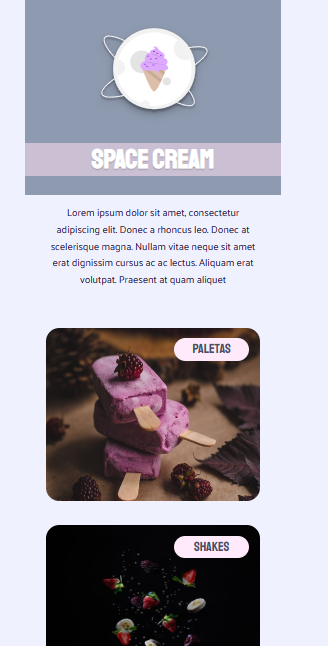 SPACE CREAM
Lorem ipsum dolor sit amet, consectetur
adipiscing elit. Donec a rhoncus leo. Donec at
scelerisque magna. Nullam vitae neque sit amet
erat dignissim cursus ac ac lectus. Aliquam erat
volutpat. Praesent at quam aliquet
PALETAS
SHAKES